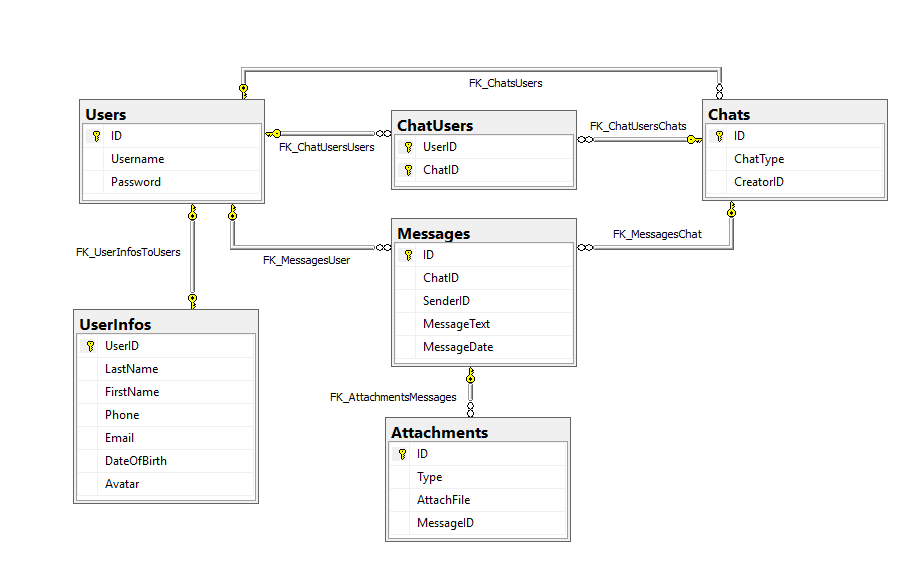 FK_ChatsUsers
Users
ID
Username
Password
FK_ChatUsersUsers
ChatUsers
UserID
ChatID
FK_ChatUsersChats
Chats
ID
ChatType
CreatorID
FK_UserInfosToUsers
FK_MessagesUser
Messages
ID
ChatID
SenderID
MessageText
MessageDate
FK_MessagesChat
UserInfos
UserID
LastName
FirstName
Phone
Email
DateOfBirth
Avatar
FK_AttachmentsMessages
Attachments
ID
Type
AttachFile
MessageID